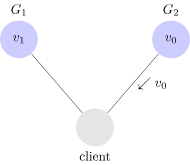 G₁ G₂
v₁ v₀
v₀
client